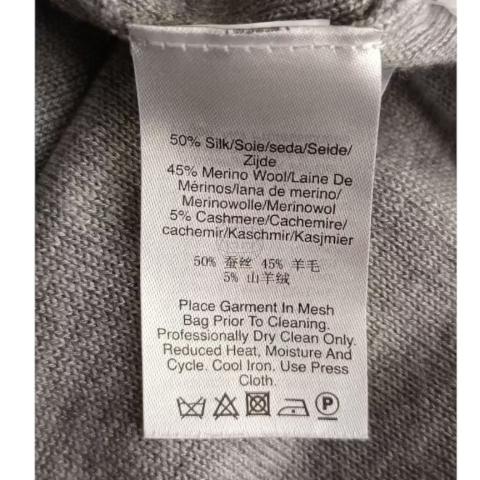 50% Silk/Soie/seda/Seide/
Zijde
45% Merino Wool/Laine De
Mérinos/lana de merino/
Merinowolle/Merinowol
5% Cashmere/Cachemire/
cachemir/Kaschmir/Kasjmier
50% 蚕丝 45% 羊毛
5% 山羊绒
Place Garment In Mesh
Bag Prior To Cleaning.
Professionally Dry Clean Only.
Reduced Heat, Moisture And
Cycle. Cool Iron. Use Press
Cloth.
P